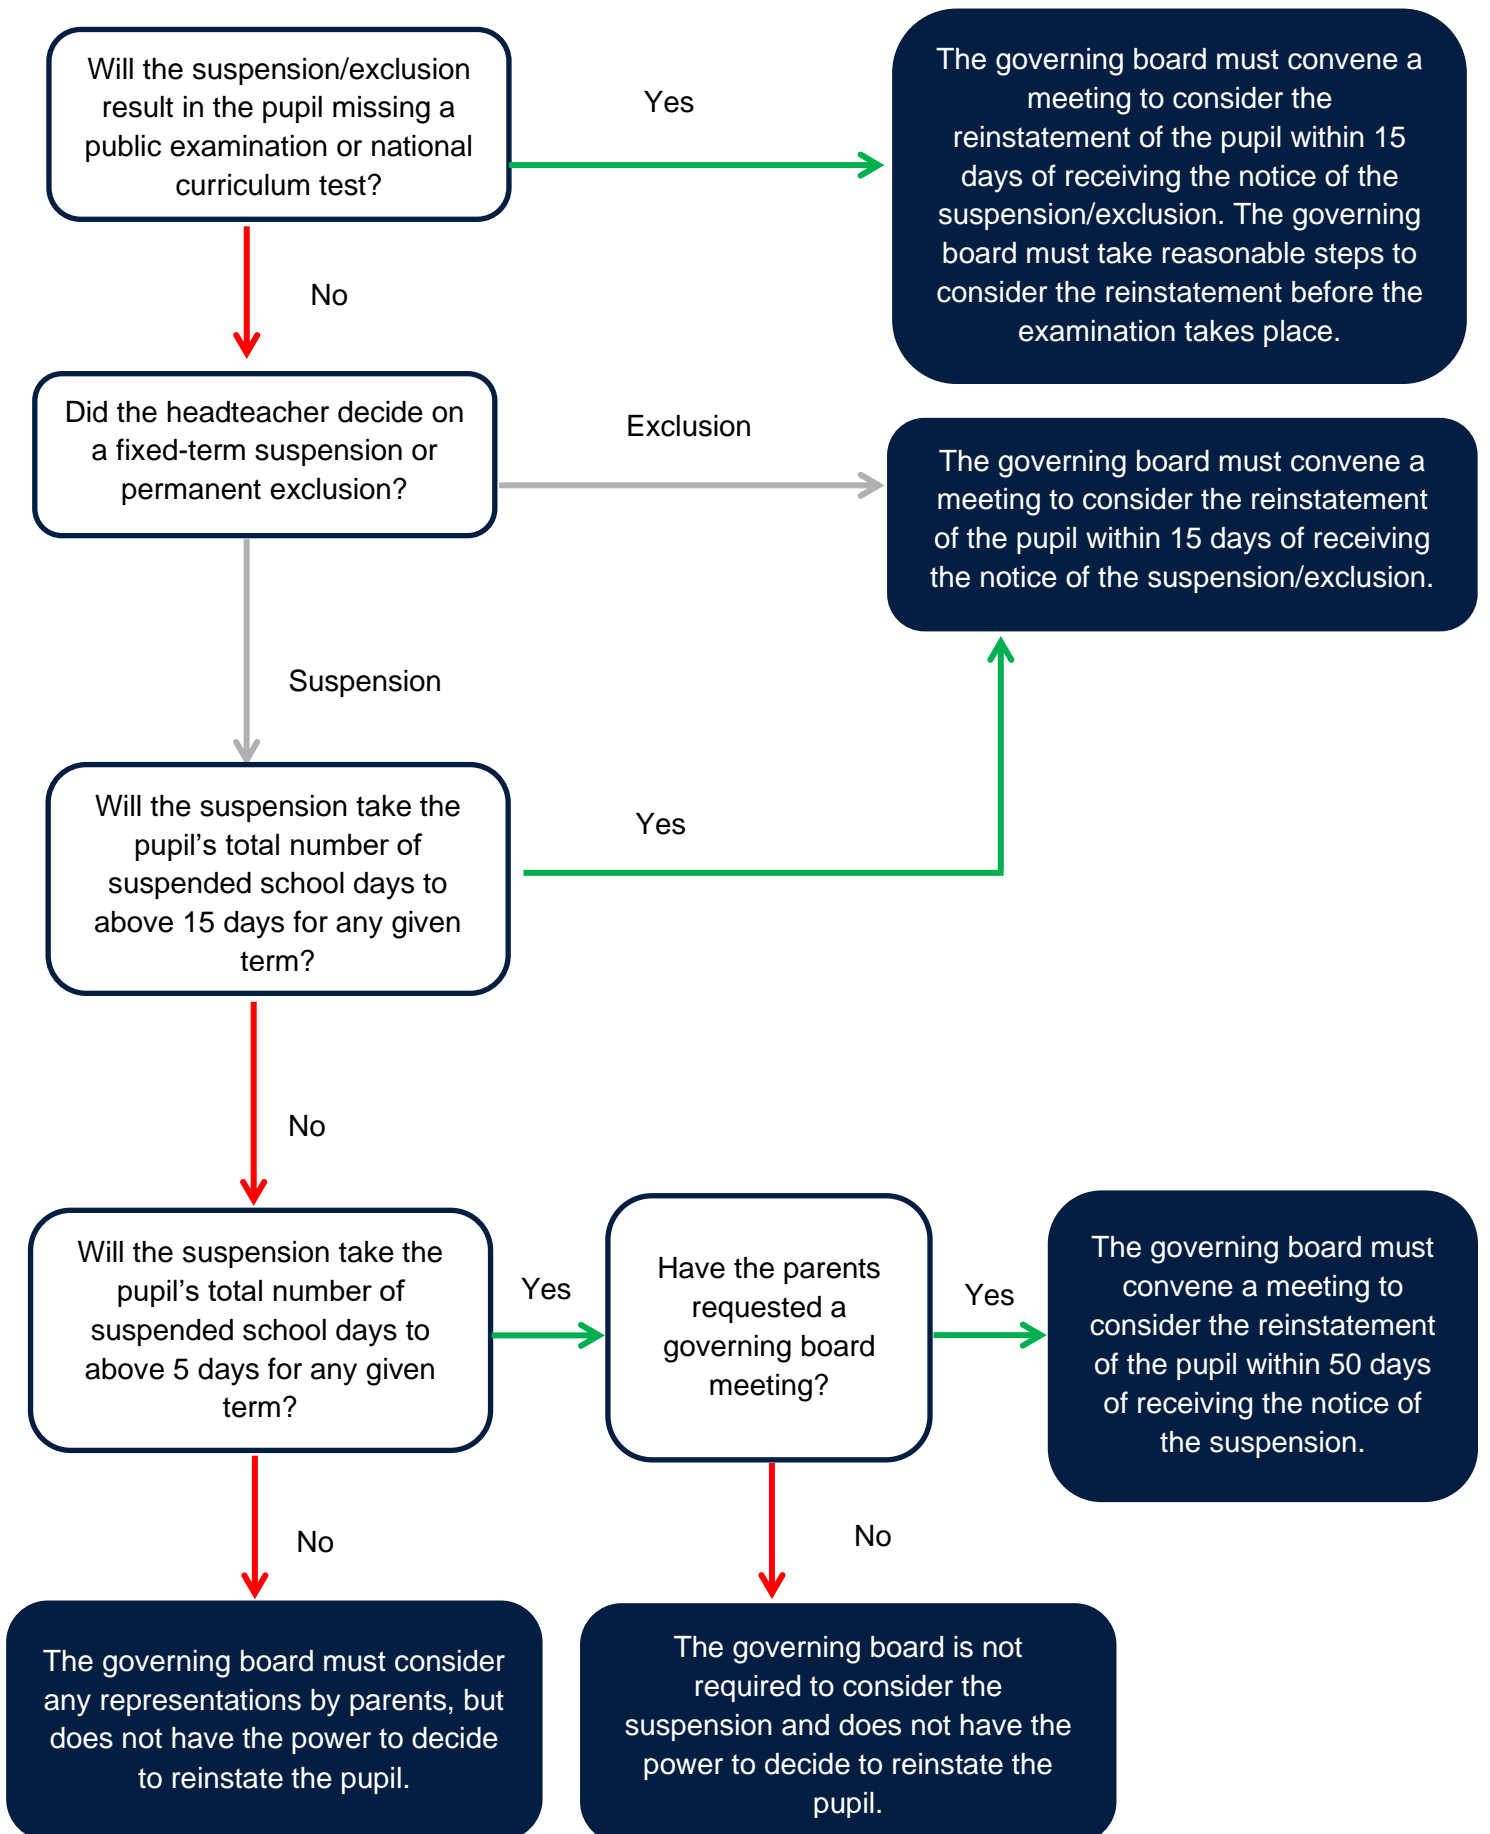 Will the suspension/exclusion
result in the pupil missing a
public examination or national
curriculum test?
Yes
The governing board must convene a
meeting to consider the
reinstatement of the pupil within 15
days of receiving the notice of the
suspension/exclusion. The governing
board must take reasonable steps to
consider the reinstatement before the
examination takes place.
No
Did the headteacher decide on
a fixed-term suspension or
permanent exclusion?
Exclusion
The governing board must convene a
meeting to consider the reinstatement
of the pupil within 15 days of receiving
the notice of the suspension/exclusion.
Suspension
Will the suspension take the
pupil’s total number of
suspended school days to
above 15 days for any given
term?
Yes
No
Will the suspension take the
pupil’s total number of
suspended school days to
above 5 days for any given
term?
Yes
Have the parents
requested a
governing board
meeting?
Yes
The governing board must
convene a meeting to
consider the reinstatement
of the pupil within 50 days
of receiving the notice of
the suspension.
No
No
The governing board must consider
any representations by parents, but
does not have the power to decide
to reinstate the pupil.
The governing board is not
required to consider the
suspension and does not have the
power to decide to reinstate the
pupil.